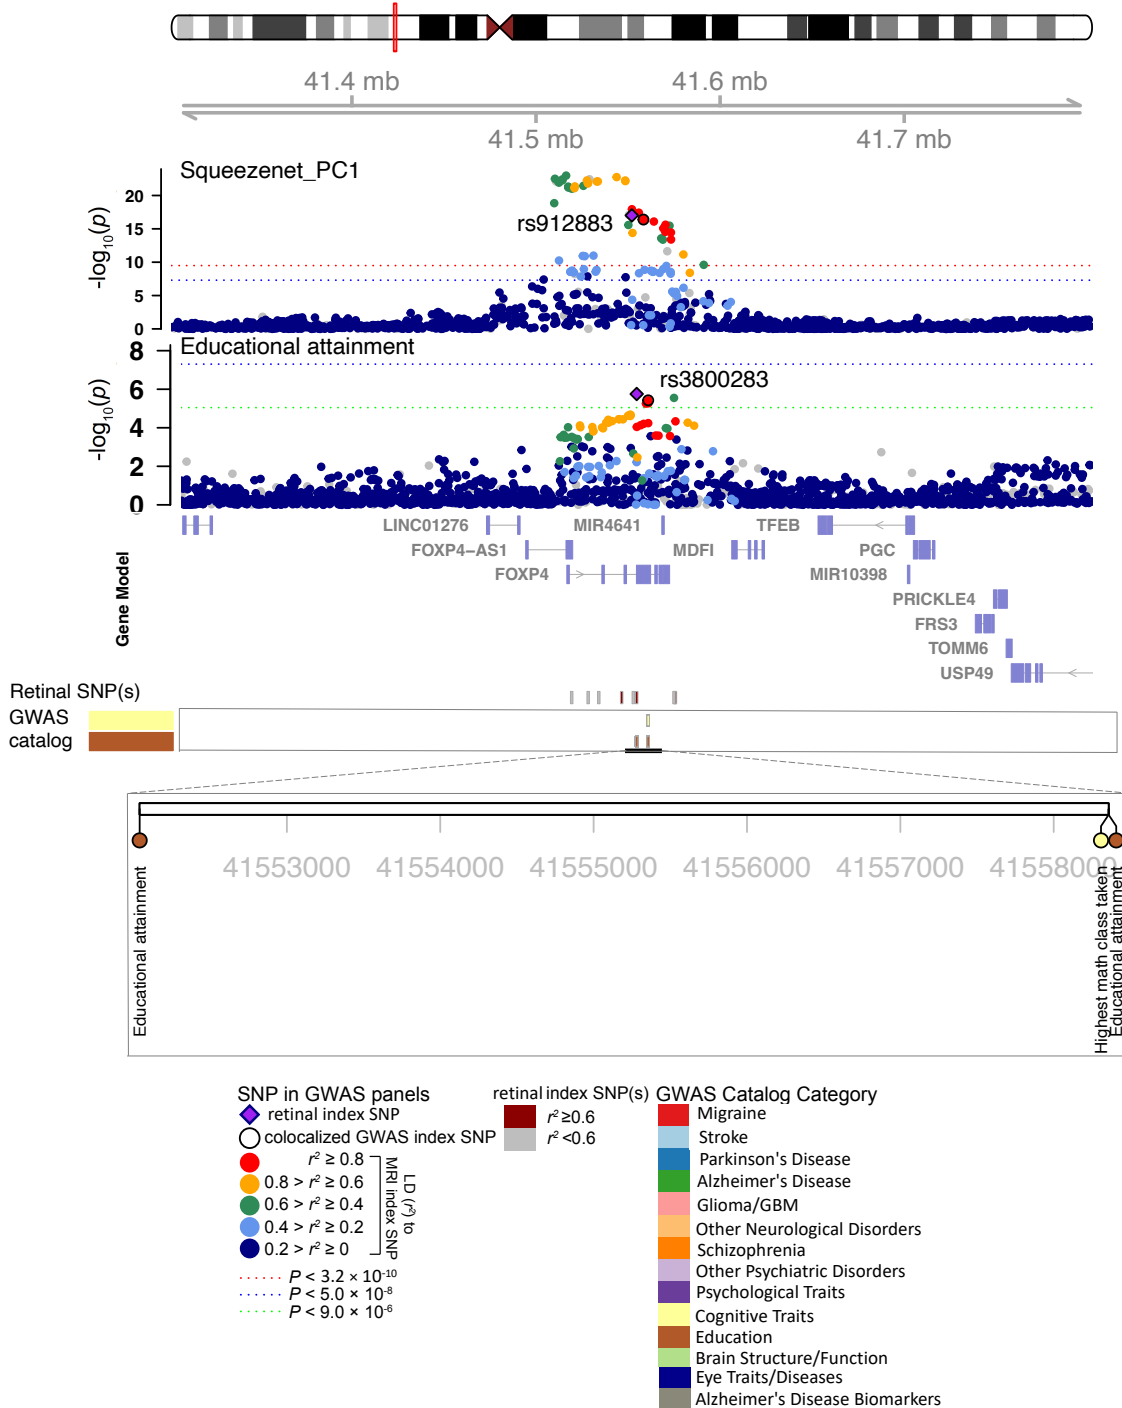 41.4 mb 41.6 mb
41.5 mb 41.7 mb
Squeezenet_PC1
-log10(p)
20
15
10
5
0
rs912883
Educational attainment
-log10(p)
8
6
4
2
0
rs3800283
Gene Model
LINC01276 MIR4641 TFEB
FOXP4-AS1 MDFI PGC
FOXP4 MIR10398
PRICKLE4
FRS3
TOMM6
USP49
Retinal SNP(s)
GWAS
catalog
41553000 41554000 41555000 41556000 41557000 41558000
Educational attainment
Highest math class taken
Educational attainment
SNP in GWAS panels
retinal index SNP
colocalized GWAS index SNP
r² ≥ 0.8
0.8 > r² ≥ 0.6
0.6 > r² ≥ 0.4
0.4 > r² ≥ 0.2
0.2 > r² ≥ 0
LD (r²) to
MRI index SNP
P < 3.2 × 10⁻¹⁰
P < 5.0 × 10⁻⁸
P < 9.0 × 10⁻⁶
retinal index SNP(s)
r² ≥0.6
r² <0.6
GWAS Catalog Category
Migraine
Stroke
Parkinson's Disease
Alzheimer's Disease
Glioma/GBM
Other Neurological Disorders
Schizophrenia
Other Psychiatric Disorders
Psychological Traits
Cognitive Traits
Education
Brain Structure/Function
Eye Traits/Diseases
Alzheimer's Disease Biomarkers